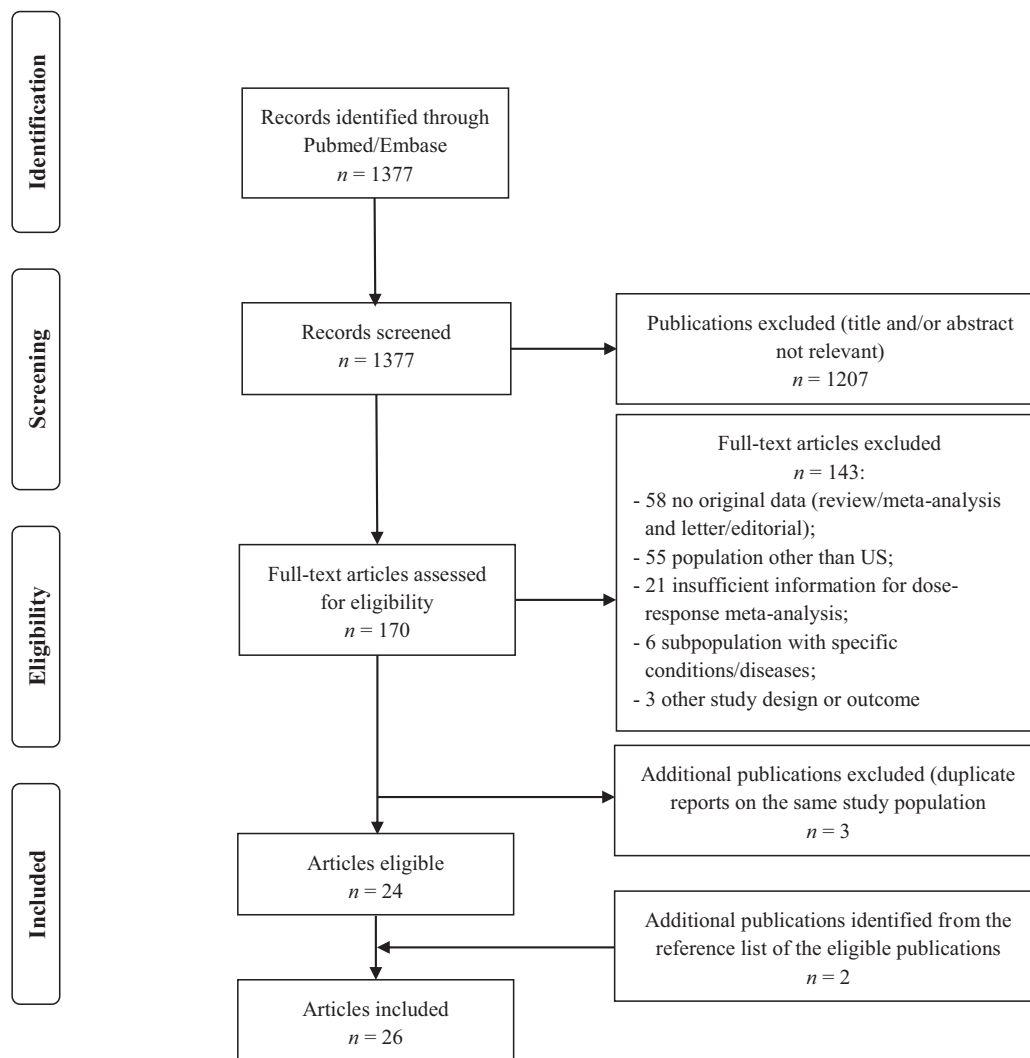 Identification
Records identified through
Pubmed/Embase
n = 1377
Screening
Records screened
n = 1377
Publications excluded (title and/or abstract
not relevant)
n = 1207
Full-text articles excluded
n = 143:
- 58 no original data (review/meta-analysis
and letter/editorial);
- 55 population other than US;
- 21 insufficient information for dose-
response meta-analysis;
- 6 subpopulation with specific
conditions/diseases;
- 3 other study design or outcome
Eligibility
Full-text articles assessed
for eligibility
n = 170
Additional publications excluded (duplicate
reports on the same study population
n = 3
Included
Articles eligible
n = 24
Additional publications identified from the
reference list of the eligible publications
n = 2
Articles included
n = 26